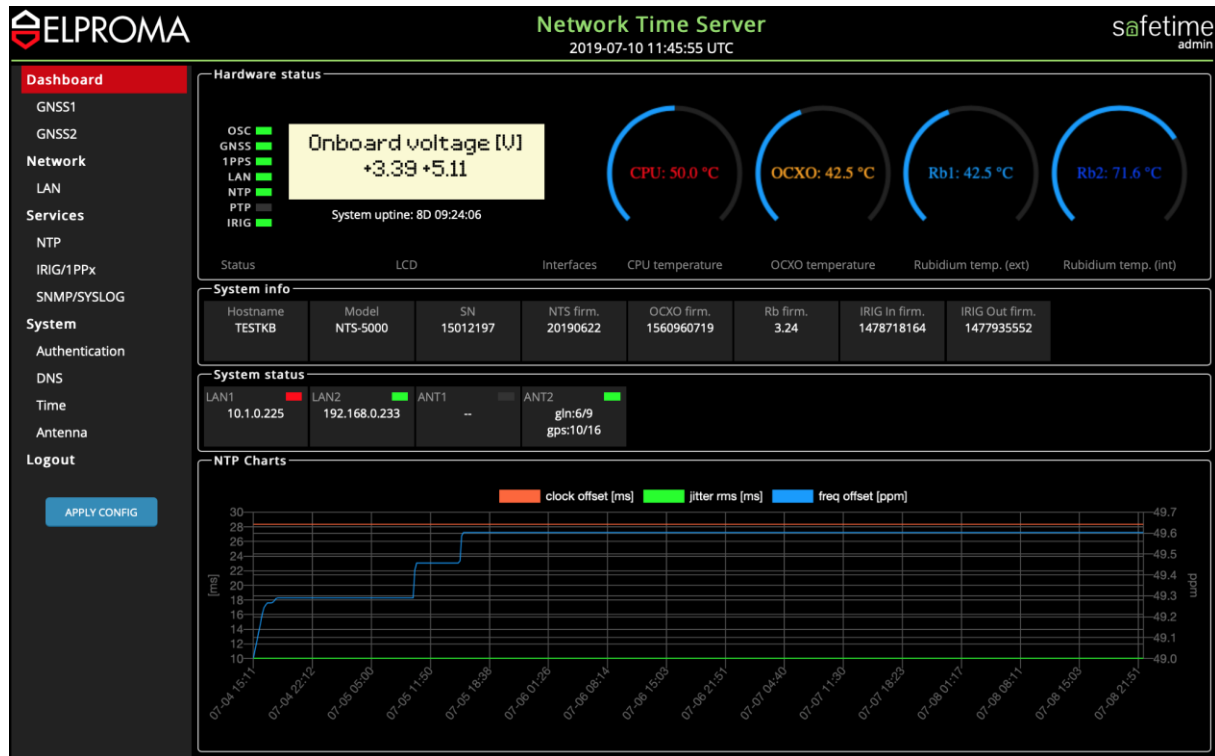 ELPROMA
Network Time Server
2019-07-10 11:45:55 UTC
safetime
admin
Dashboard
GNSS1
GNSS2
Network
LAN
Services
NTP
IRIG/1PPx
SNMP/SYSLOG
System
Authentication
DNS
Time
Antenna
Logout
APPLY CONFIG
Hardware status
OSC
GNSS
1PPS
LAN
NTP
PTP
IRIG
Onboard voltage [V]
+3.39 +5.11
System uptine: 8D 09:24:06
CPU: 50.0 °C
OCXO: 42.5 °C
Rb1: 42.5 °C
Rb2: 71.6 °C
Status LCD Interfaces CPU temperature OCXO temperature Rubidium temp. (ext) Rubidium temp. (int)
System info
Hostname Model SN NTS firm. OCXO firm. Rb firm. IRIG In firm. IRIG Out firm.
TESTKB NTS-5000 15012197 20190622 1560960719 3.24 1478718164 1477935552
System status
LAN1 LAN2 ANT1 ANT2
10.1.0.225 192.168.0.233 -- gln:6/9
gps:10/16
NTP Charts
clock offset [ms] jitter rms [ms] freq offset [ppm]
30
28
26
24
22
20
18
16
14
12
10
[ms]
49.7
49.6
49.5
49.4
49.3
49.2
49.1
49.0
ppm
07-04 15:11
07-04 22:12
07-05 05:00
07-05 11:50
07-05 18:38
07-06 01:26
07-06 08:14
07-06 15:03
07-06 21:51
07-07 04:40
07-07 11:30
07-07 18:23
07-08 01:17
07-08 08:11
07-08 15:03
07-08 21:51